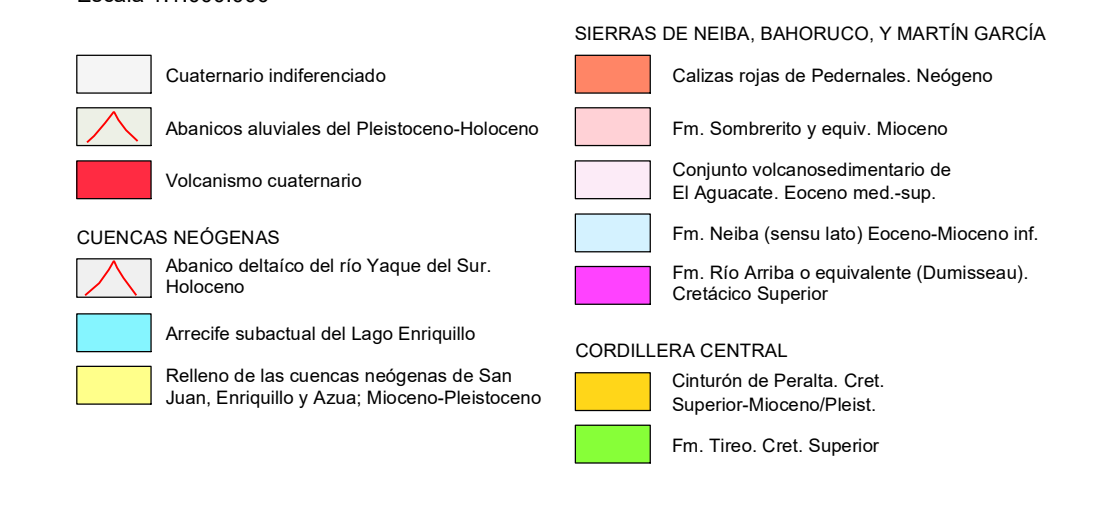 Cuaternario indiferenciado
Abanicos aluviales del Pleistoceno-Holoceno
Volcanismo cuaternario
CUENCAS NEÓGENAS
Abanico deltaíco del río Yaque del Sur.
Holoceno
Arrecife subactual del Lago Enriquillo
Relleno de las cuencas neógenas de San
Juan, Enriquillo y Azua; Mioceno-Pleistoceno
SIERRAS DE NEIBA, BAHORUCO, Y MARTÍN GARCÍA
Calizas rojas de Pedernales. Neógeno
Fm. Sombrerito y equiv. Mioceno
Conjunto volcanosedimentario de
El Aguacate. Eoceno med.-sup.
Fm. Neiba (sensu lato) Eoceno-Mioceno inf.
Fm. Río Arriba o equivalente (Dumisseau).
Cretácico Superior
CORDILLERA CENTRAL
Cinturón de Peralta. Cret.
Superior-Mioceno/Pleist.
Fm. Tireo. Cret. Superior